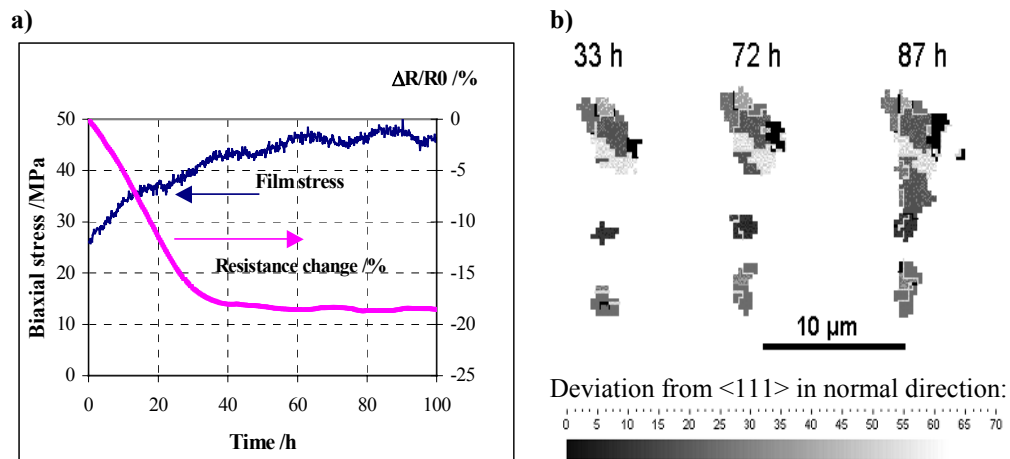 a)
ΔR/R0 /%
50
40
30
20
10
0
Biaxial stress /MPa
0
-5
-10
-15
-20
-25
Film stress
Resistance change /%
0 20 40 60 80 100
Time /h
b)
33 h 72 h 87 h
10 µm
Deviation from <111> in normal direction:
0 5 10 15 20 25 30 35 40 45 50 55 60 65 70